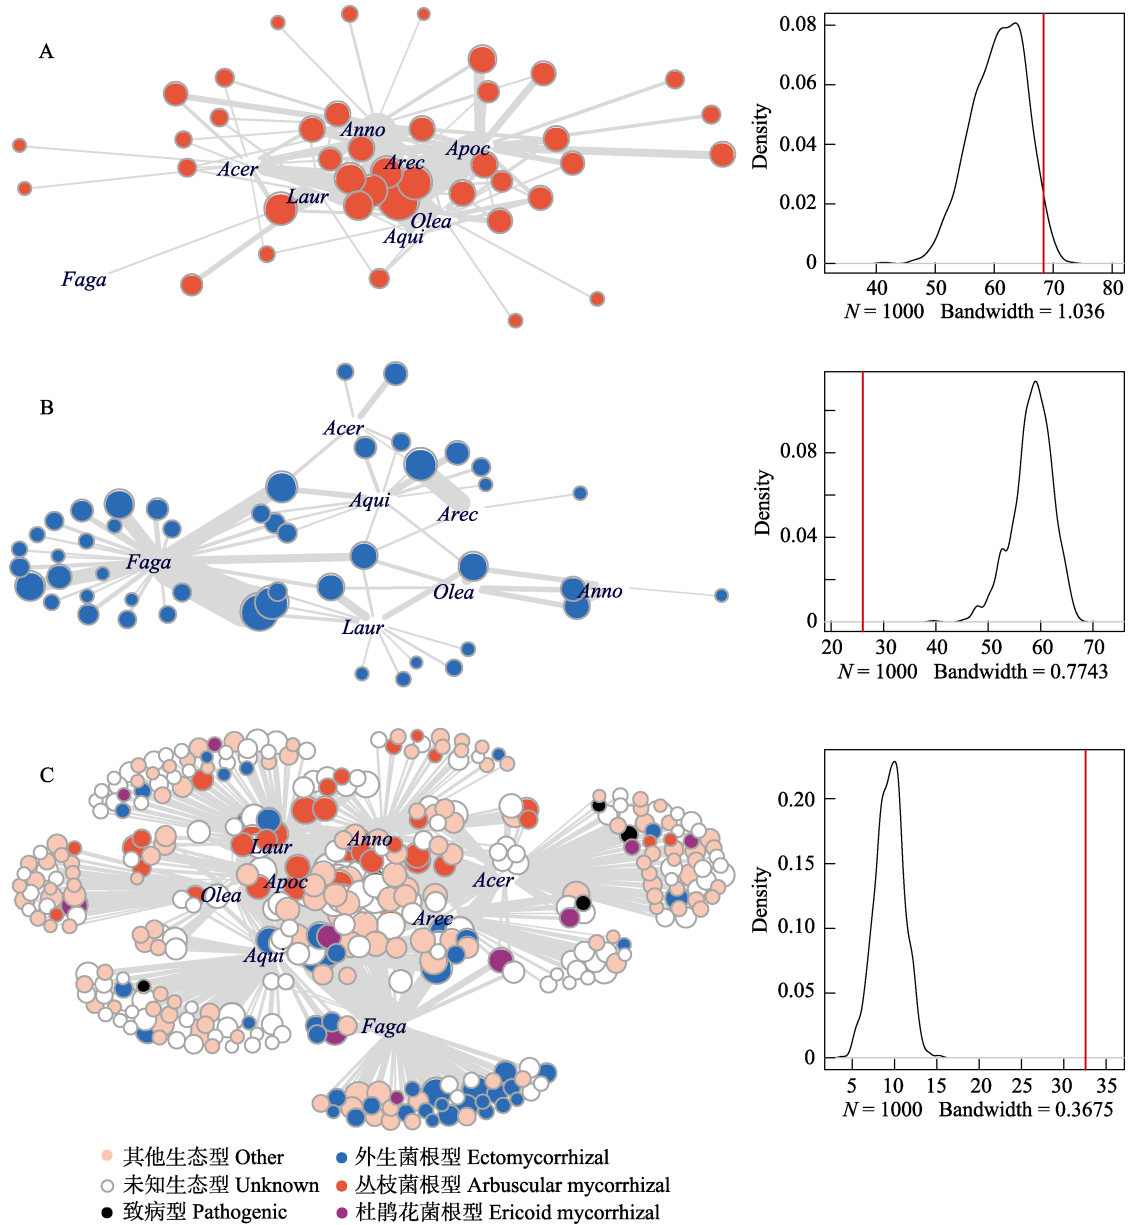 A
Anno
Apoc
Acer
Arec
Laur
Olea
Aqui
Faga
Density
0.08
0.06
0.04
0.02
0
40 50 60 70 80
N = 1000 Bandwidth = 1.036
B
Acer
Aqui
Arec
Faga
Olea
Anno
Laur
Density
0.08
0.04
0
20 30 40 50 60 70
N = 1000 Bandwidth = 0.7743
C
Laur
Anno
Apoc
Acer
Olea
Arec
Aqui
Faga
Density
0.20
0.15
0.10
0.05
0
5 10 15 20 25 30 35
N = 1000 Bandwidth = 0.3675
其他生态型 Other
外生菌根型 Ectomycorrhizal
未知生态型 Unknown
丛枝菌根型 Arbuscular mycorrhizal
致病型 Pathogenic
杜鹃花菌根型 Ericoid mycorrhizal